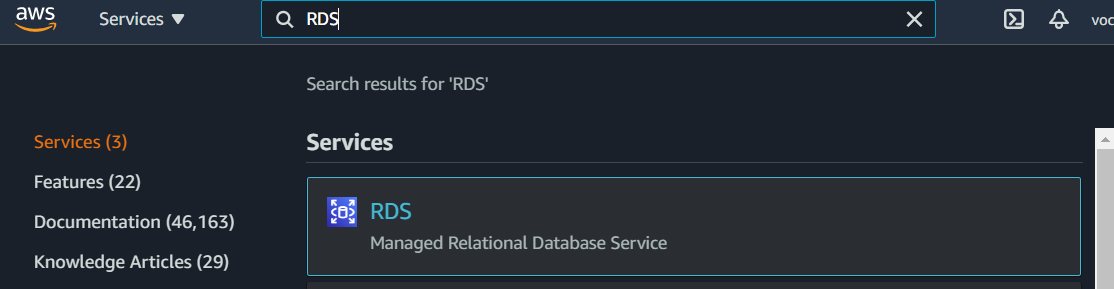 aws Services ▼ RDS voc
Search results for 'RDS'
Services (3)
Services
Features (22)
RDS
Documentation (46,163)
Managed Relational Database Service
Knowledge Articles (29)